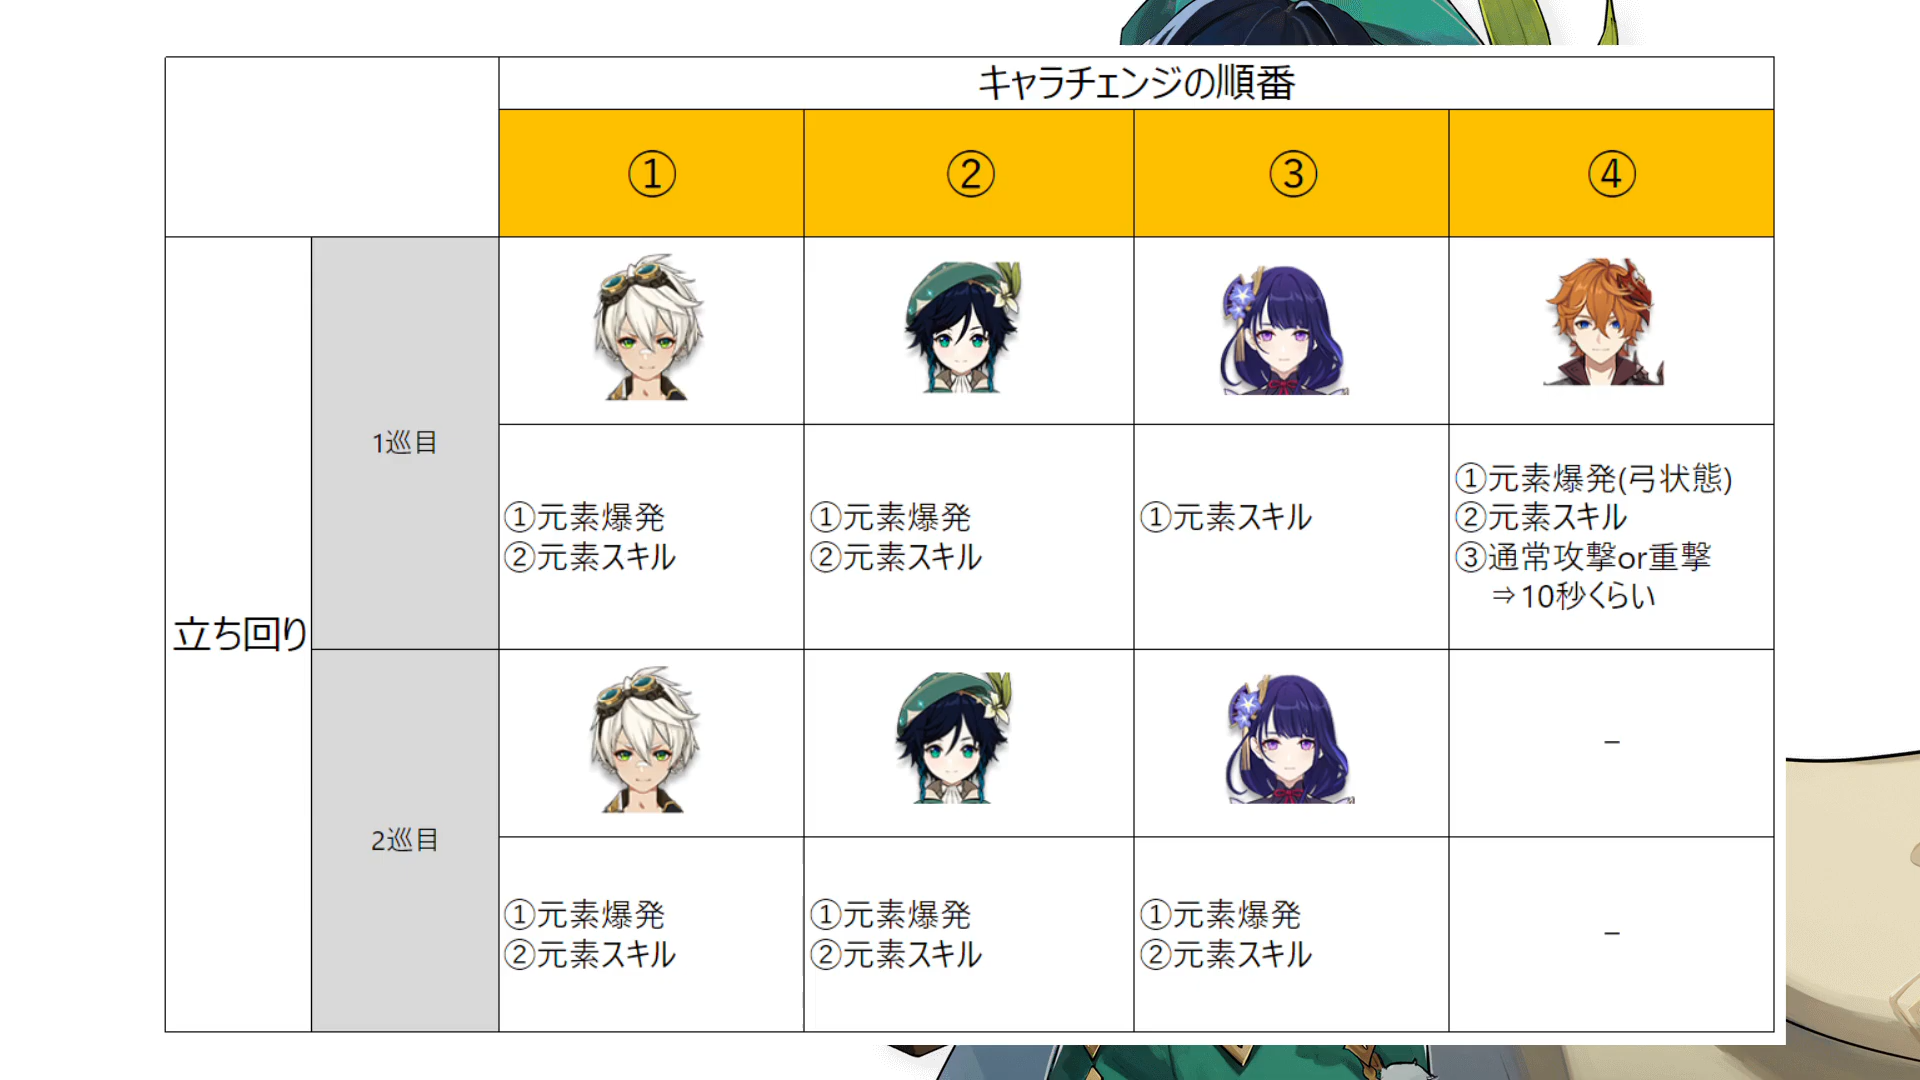 キャラチェンジの順番
① ② ③ ④
立ち回り
1巡目
①元素爆発
②元素スキル
①元素爆発
②元素スキル
①元素スキル
①元素爆発(弓状態)
②元素スキル
③通常攻撃or重撃
⇒10秒くらい
2巡目
–
①元素爆発
②元素スキル
①元素爆発
②元素スキル
①元素爆発
②元素スキル
–